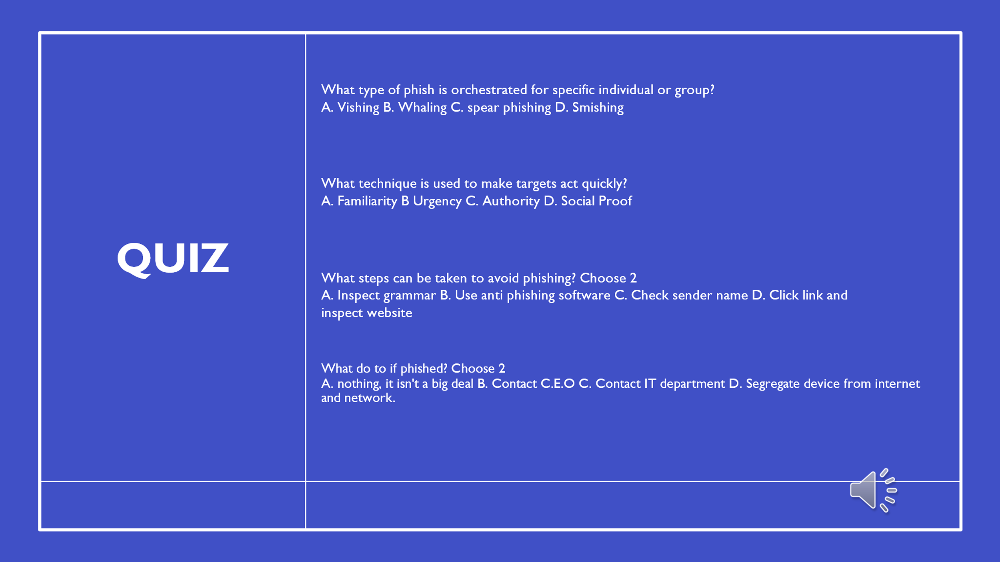 QUIZ
What type of phish is orchestrated for specific individual or group?
A. Vishing B. Whaling C. spear phishing D. Smishing
What technique is used to make targets act quickly?
A. Familiarity B Urgency C. Authority D. Social Proof
What steps can be taken to avoid phishing? Choose 2
A. Inspect grammar B. Use anti phishing software C. Check sender name D. Click link and
inspect website
What do to if phished? Choose 2
A. nothing, it isn't a big deal B. Contact C.E.O C. Contact IT department D. Segregate device from internet
and network.